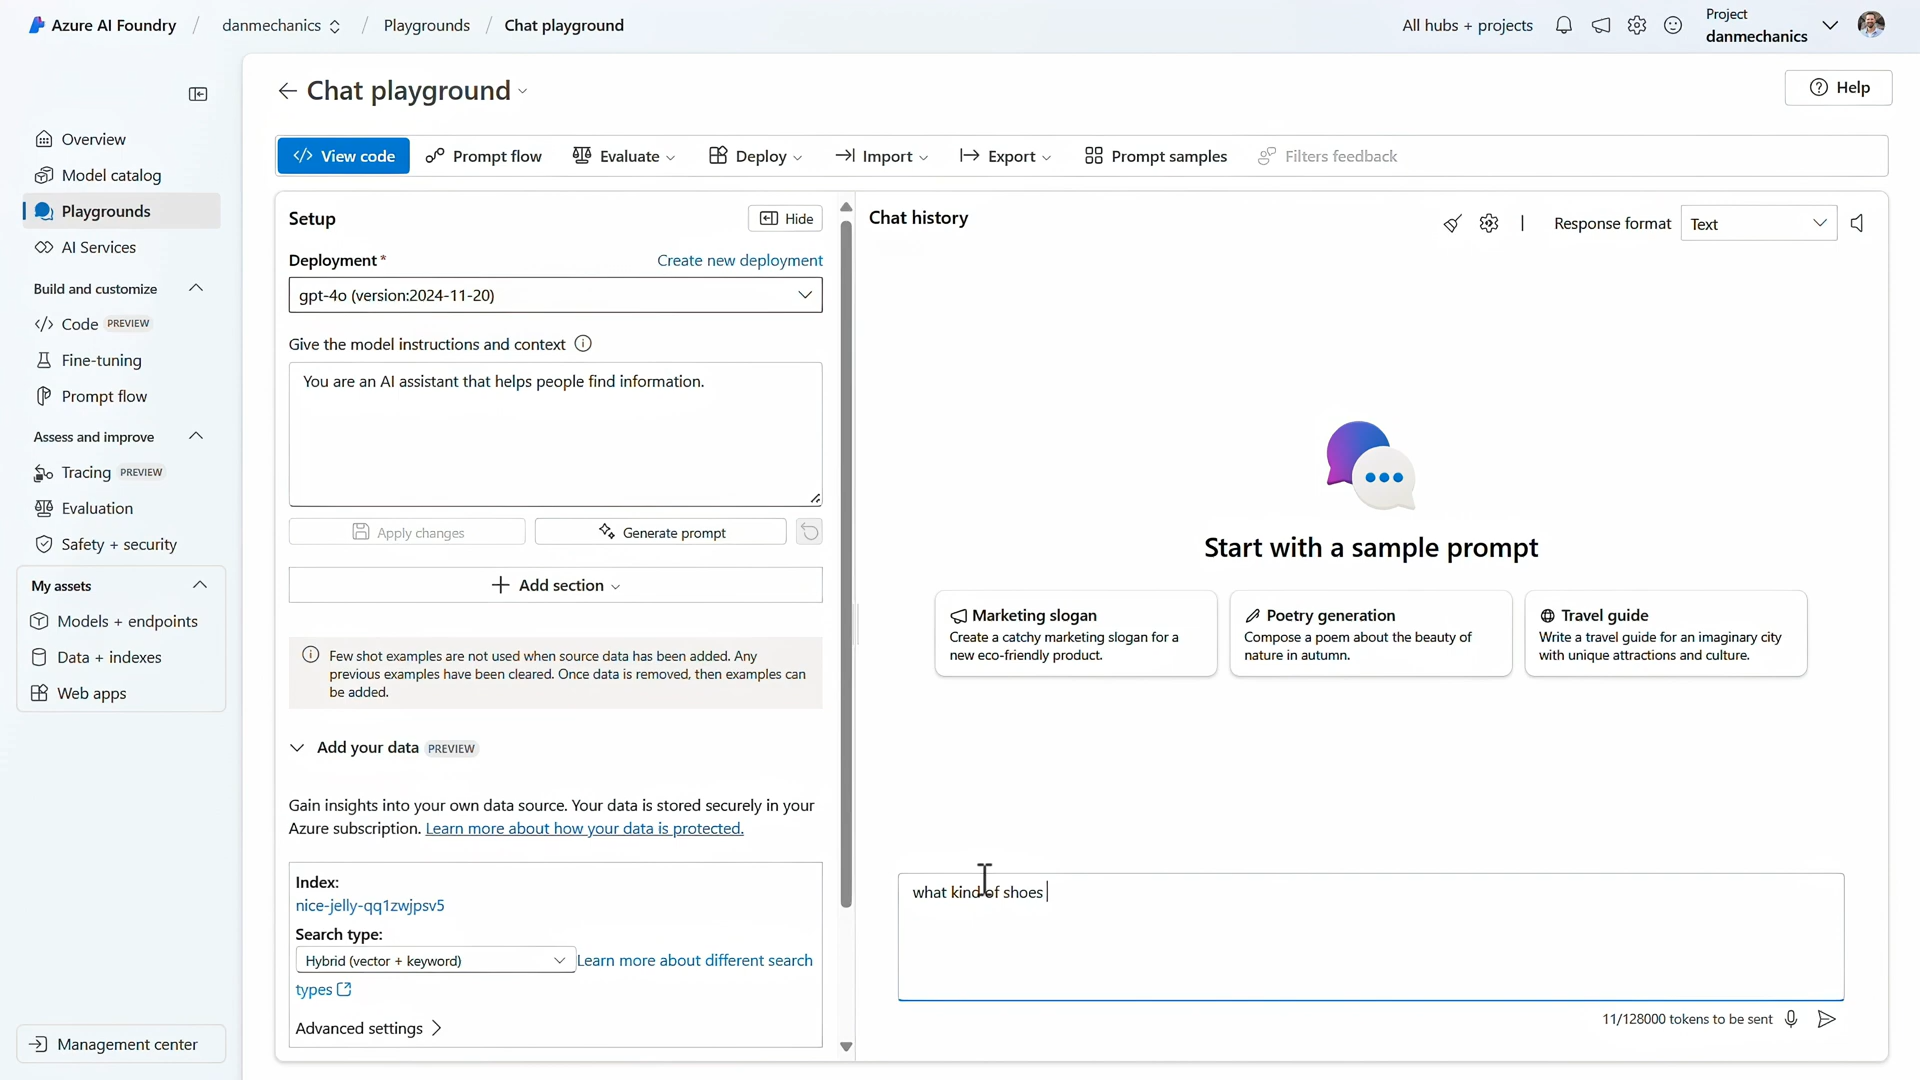 Azure AI Foundry / danmechanics / Playgrounds / Chat playground
All hubs + projects
Project
danmechanics
Chat playground
Help
View code
Prompt flow
Evaluate
Deploy
Import
Export
Prompt samples
Filters feedback
Overview
Model catalog
Playgrounds
AI Services
Build and customize
Code PREVIEW
Fine-tuning
Prompt flow
Assess and improve
Tracing PREVIEW
Evaluation
Safety + security
My assets
Models + endpoints
Data + indexes
Web apps
Management center
Setup
Hide
Deployment *
Create new deployment
gpt-4o (version:2024-11-20)
Give the model instructions and context
You are an AI assistant that helps people find information.
Apply changes
Generate prompt
Add section
Few shot examples are not used when source data has been added. Any
previous examples have been cleared. Once data is removed, then examples can
be added.
Add your data PREVIEW
Gain insights into your own data source. Your data is stored securely in your
Azure subscription. Learn more about how your data is protected.
Index:
nice-jelly-qq1zwjpsv5
Search type:
Hybrid (vector + keyword)
Learn more about different search
types
Advanced settings
Chat history
Response format
Text
Start with a sample prompt
Marketing slogan
Create a catchy marketing slogan for a
new eco-friendly product.
Poetry generation
Compose a poem about the beauty of
nature in autumn.
Travel guide
Write a travel guide for an imaginary city
with unique attractions and culture.
what kind of shoes
11/128000 tokens to be sent